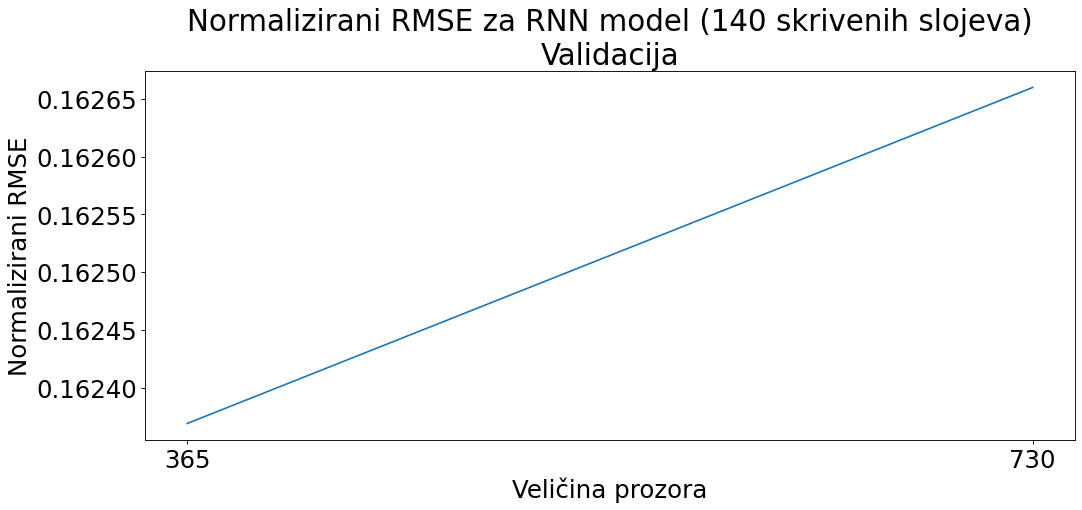 Normalizirani RMSE za RNN model (140 skrivenih slojeva)
Validacija
Normalizirani RMSE
0.16265
0.16260
0.16255
0.16250
0.16245
0.16240
365
730
Veličina prozora